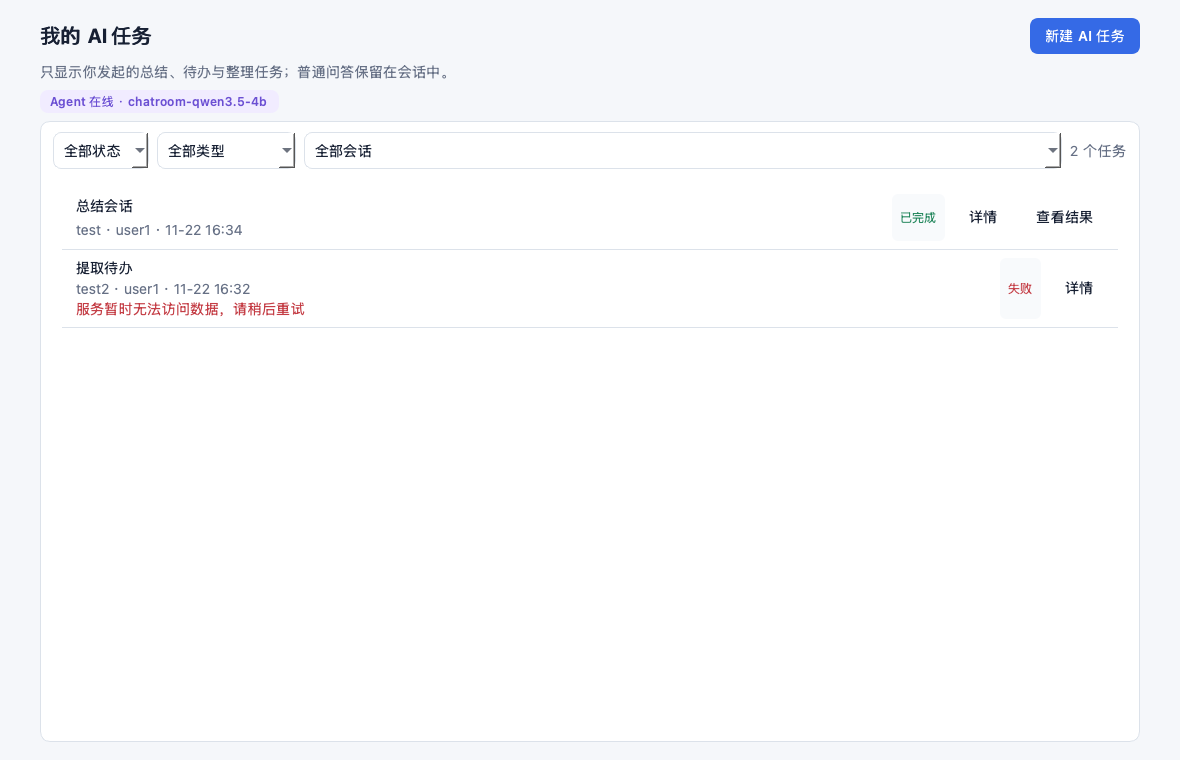 我的 AI 任务
新建 AI 任务
只显示你发起的总结、待办与整理任务；普通问答保留在会话中。
Agent 在线 · chatroom-qwen3.5-4b
全部状态 全部类型 全部会话 2 个任务
总结会话
test · user1 · 11-22 16:34
已完成 详情 查看结果
提取待办
test2 · user1 · 11-22 16:32
服务暂时无法访问数据，请稍后重试
失败 详情